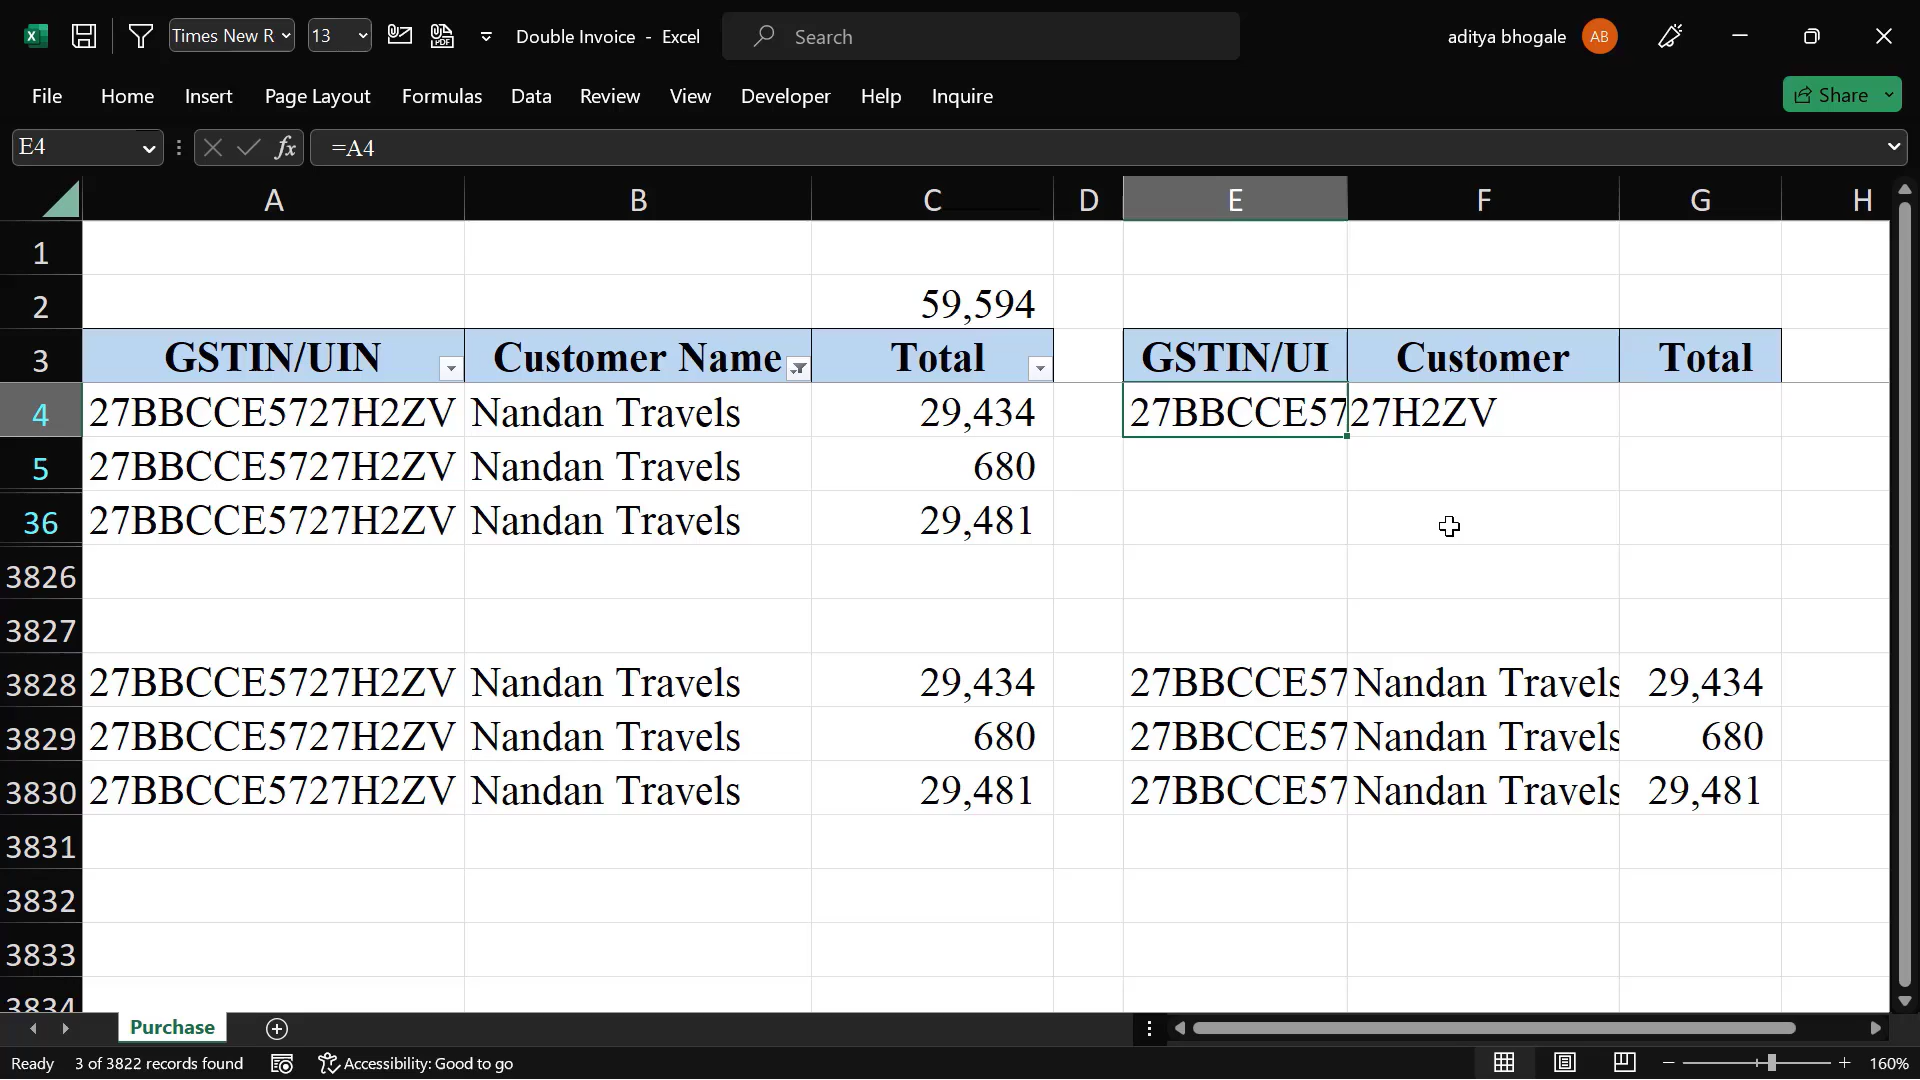 Times New R 13 Double Invoice - Excel Search aditya bhogale AB
File Home Insert Page Layout Formulas Data Review View Developer Help Inquire Share
E4 fx =A4
A B C D E F G H
1
2 59,594
3 GSTIN/UIN Customer Name Total GSTIN/UI Customer Total
4 27BBCCE5727H2ZV Nandan Travels 29,434 27BBCCE5727H2ZV
5 27BBCCE5727H2ZV Nandan Travels 680
36 27BBCCE5727H2ZV Nandan Travels 29,481
3826
3827
3828 27BBCCE5727H2ZV Nandan Travels 29,434 27BBCCE57 Nandan Travels 29,434
3829 27BBCCE5727H2ZV Nandan Travels 680 27BBCCE57 Nandan Travels 680
3830 27BBCCE5727H2ZV Nandan Travels 29,481 27BBCCE57 Nandan Travels 29,481
3831
3832
3833
3834
Purchase
Ready 3 of 3822 records found Accessibility: Good to go 160%